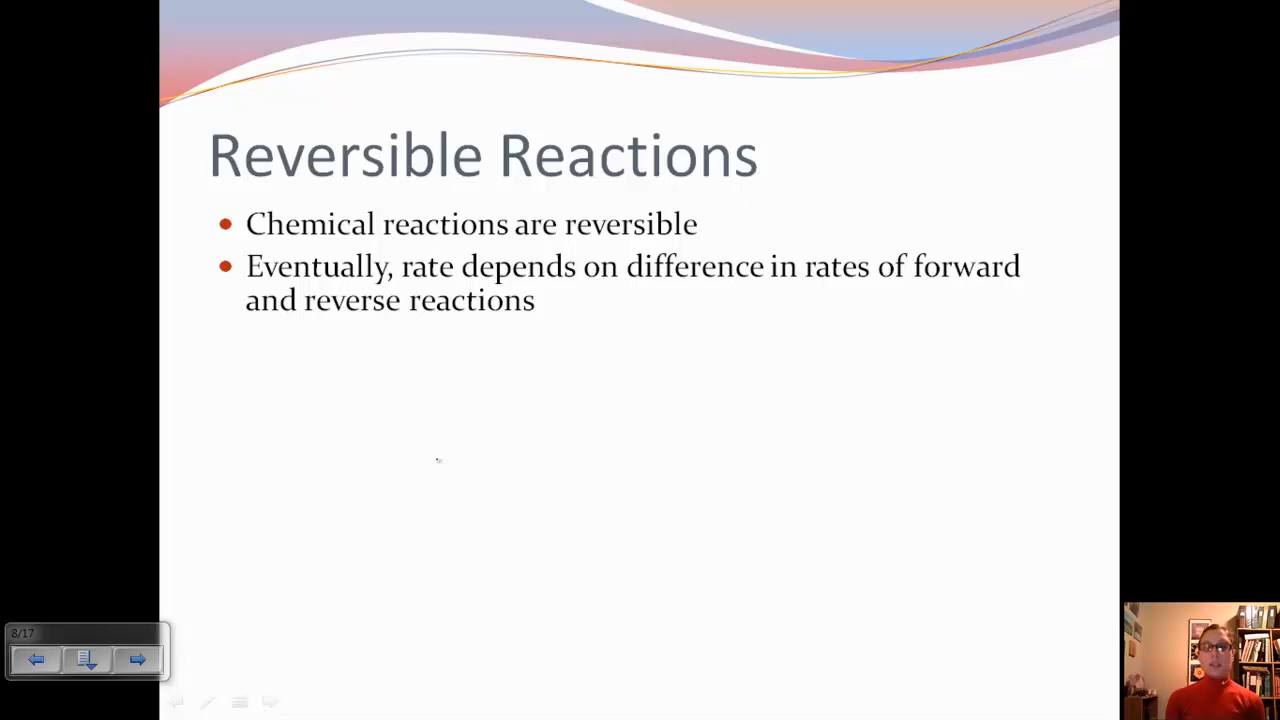 Reversible Reactions
Chemical reactions are reversible
Eventually, rate depends on difference in rates of forward
and reverse reactions
8/17